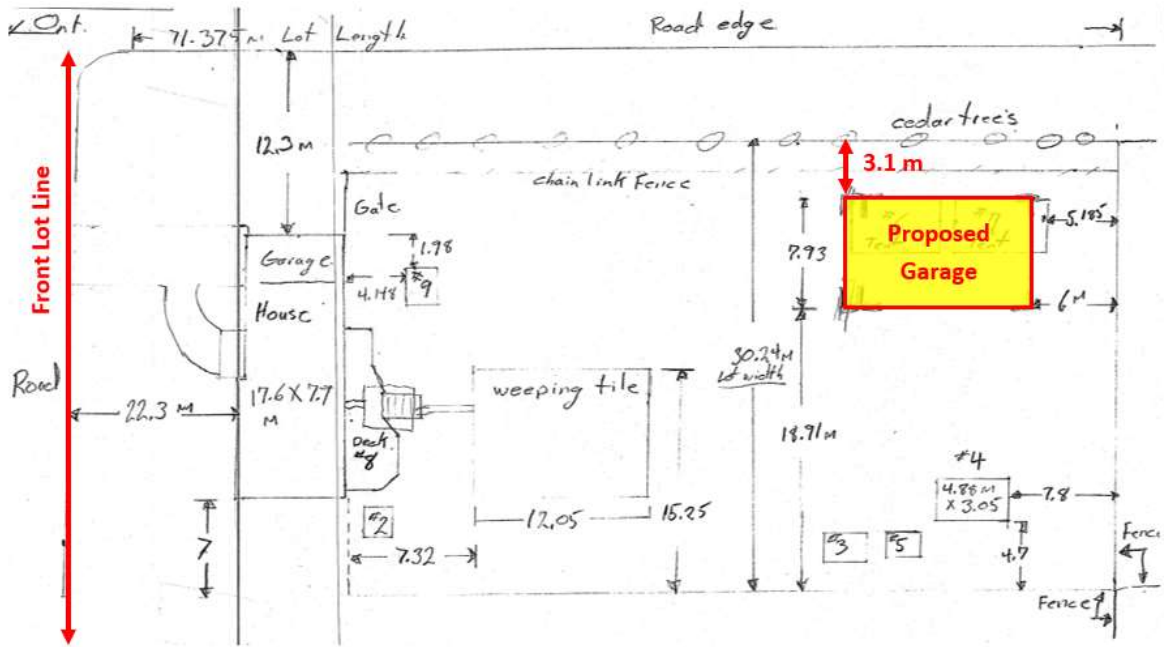 Ont.
71.375 m Lot Length
Road edge
12.3 M
cedar tree's
3.1 m
chain link Fence
Gate
Front Lot Line
Garage
1.98
4.148
#9
7.93
Proposed
Garage
5.185
6 M
House
Road
22.3 M
17.6 X 7.9
M
30.24 M
Lot width
weeping tile
Deck
#8
18.91 M
#4
4.88 M
X 3.05
7.8
7
#2
12.05
15.25
7.32
#3
#5
4.7
Fence
Fence